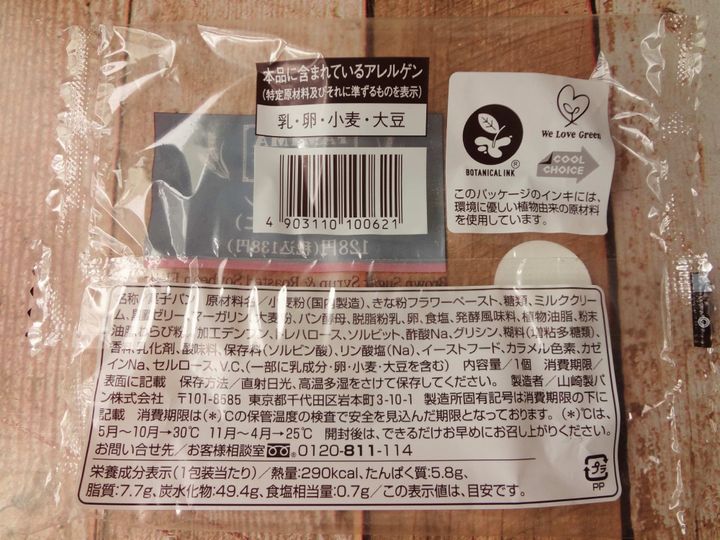 本品に含まれているアレルゲン
(特定原材料及びそれに準ずるものを表示)
乳・卵・小麦・大豆
We Love Green
BOTANICAL INK®
COOL CHOICE
このパッケージのインキには、
環境に優しい植物由来の原材料
を使用しています。
4 903110 100621
128円(税込138円)
名称/菓子パン 原材料名/小麦粉(国内製造)、きな粉フラワーペースト、糖類、ミルククリー
ム、黒蜜ゼリー、マーガリン、大麦粉、パン酵母、脱脂粉乳、卵、食塩、発酵風味料、植物油脂、粉末
油脂、わらび粉/加工デンプン、トレハロース、ソルビット、酢酸Na、グリシン、糊料(増粘多糖類)、
香料、乳化剤、酸味料、保存料(ソルビン酸)、リン酸塩(Na)、イーストフード、カラメル色素、カゼ
インNa、セルロース、V.C、(一部に乳成分・卵・小麦・大豆を含む) 内容量/1個 消費期限/
表面に記載 保存方法/直射日光、高温多湿をさけて保存してください。 製造者/山崎製パ
ン株式会社 〒101-8585 東京都千代田区岩本町3-10-1 製造所固有記号は消費期限の下に
記載 消費期限は(*)℃の保管温度の検査で安全を見込んだ期限となっております。(*)℃は、
5月〜10月→30℃ 11月〜4月→25℃ 開封後は、できるだけお早めにお召し上がりください。
お問い合せ先/お客様相談室 0120-811-114
栄養成分表示(1包装当たり)/熱量:290kcal、たんぱく質:5.8g、
脂質:7.7g、炭水化物:49.4g、食塩相当量:0.7g/この表示値は、目安です。
プラ
PP